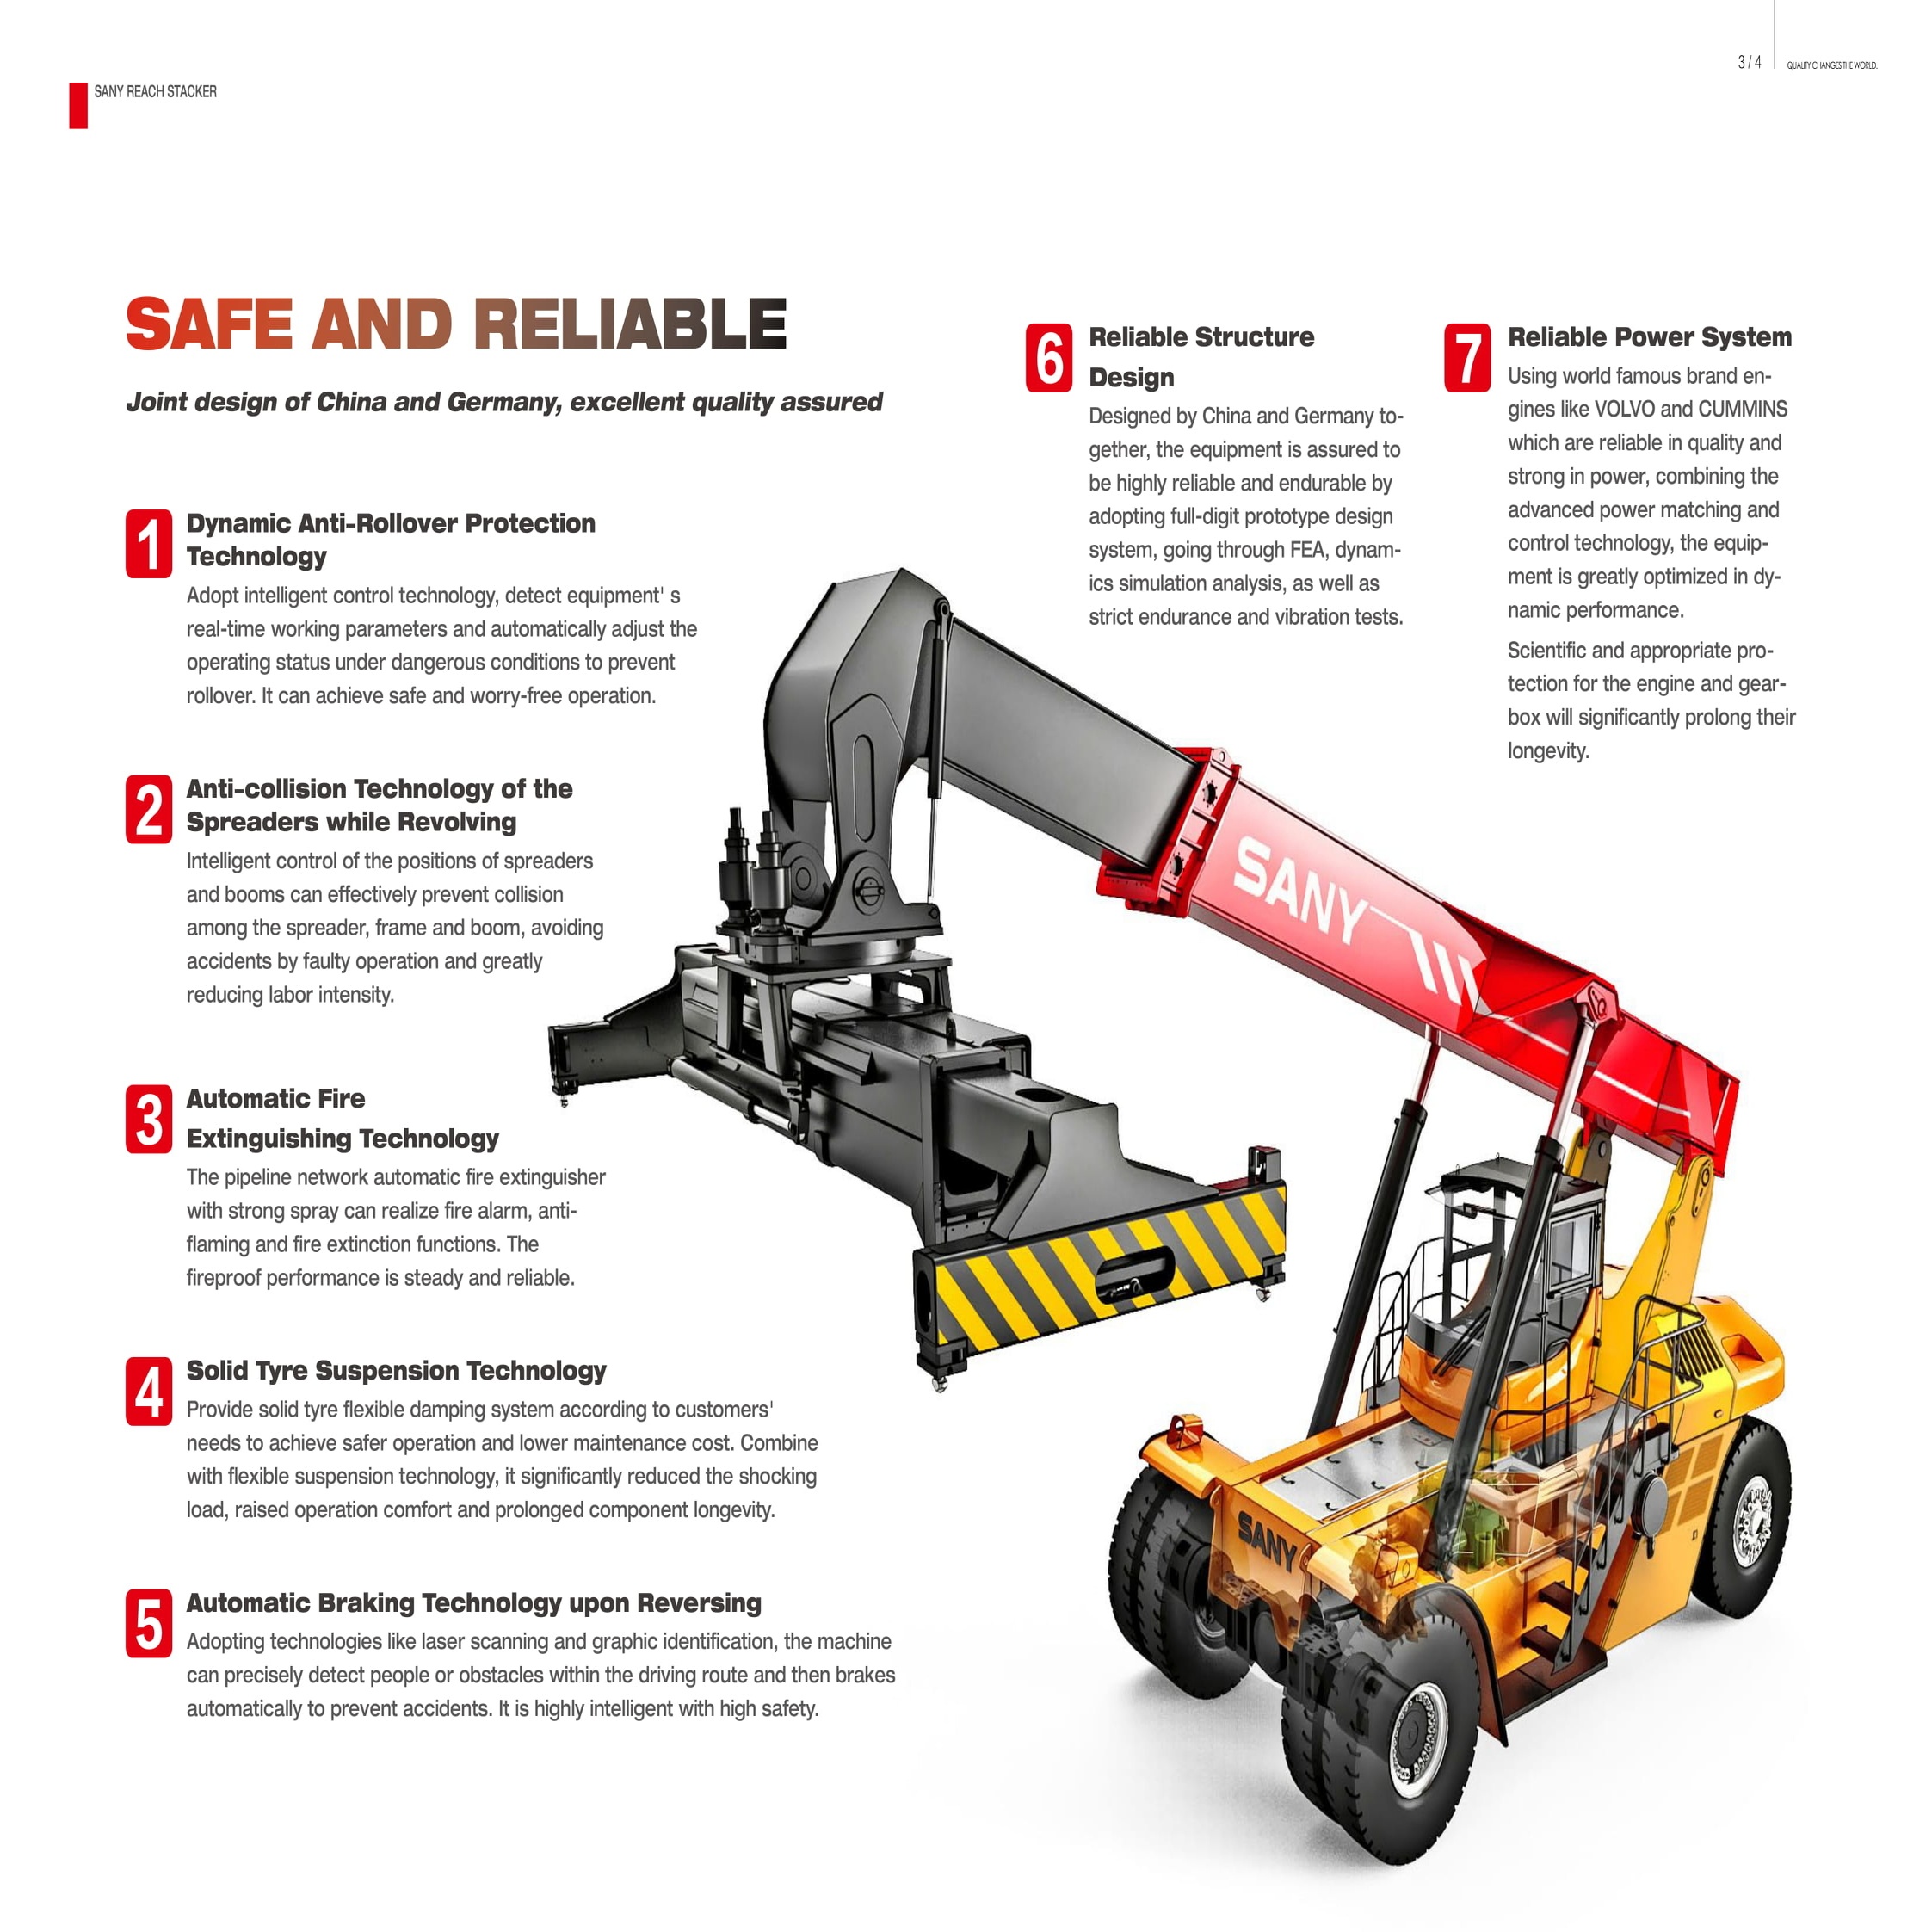 SANY REACH STACKER
3 / 4
QUALITY CHANGES THE WORLD.
SAFE AND RELIABLE
Joint design of China and Germany, excellent quality assured
1
Dynamic Anti-Rollover Protection
Technology
Adopt intelligent control technology, detect equipment' s
real-time working parameters and automatically adjust the
operating status under dangerous conditions to prevent
rollover. It can achieve safe and worry-free operation.
2
Anti-collision Technology of the
Spreaders while Revolving
Intelligent control of the positions of spreaders
and booms can effectively prevent collision
among the spreader, frame and boom, avoiding
accidents by faulty operation and greatly
reducing labor intensity.
3
Automatic Fire
Extinguishing Technology
The pipeline network automatic fire extinguisher
with strong spray can realize fire alarm, anti-
flaming and fire extinction functions. The
fireproof performance is steady and reliable.
4
Solid Tyre Suspension Technology
Provide solid tyre flexible damping system according to customers'
needs to achieve safer operation and lower maintenance cost. Combine
with flexible suspension technology, it significantly reduced the shocking
load, raised operation comfort and prolonged component longevity.
5
Automatic Braking Technology upon Reversing
Adopting technologies like laser scanning and graphic identification, the machine
can precisely detect people or obstacles within the driving route and then brakes
automatically to prevent accidents. It is highly intelligent with high safety.
6
Reliable Structure
Design
Designed by China and Germany to-
gether, the equipment is assured to
be highly reliable and endurable by
adopting full-digit prototype design
system, going through FEA, dynam-
ics simulation analysis, as well as
strict endurance and vibration tests.
7
Reliable Power System
Using world famous brand en-
gines like VOLVO and CUMMINS
which are reliable in quality and
strong in power, combining the
advanced power matching and
control technology, the equip-
ment is greatly optimized in dy-
namic performance.
Scientific and appropriate pro-
tection for the engine and gear-
box will significantly prolong their
longevity.
SANY
SANY